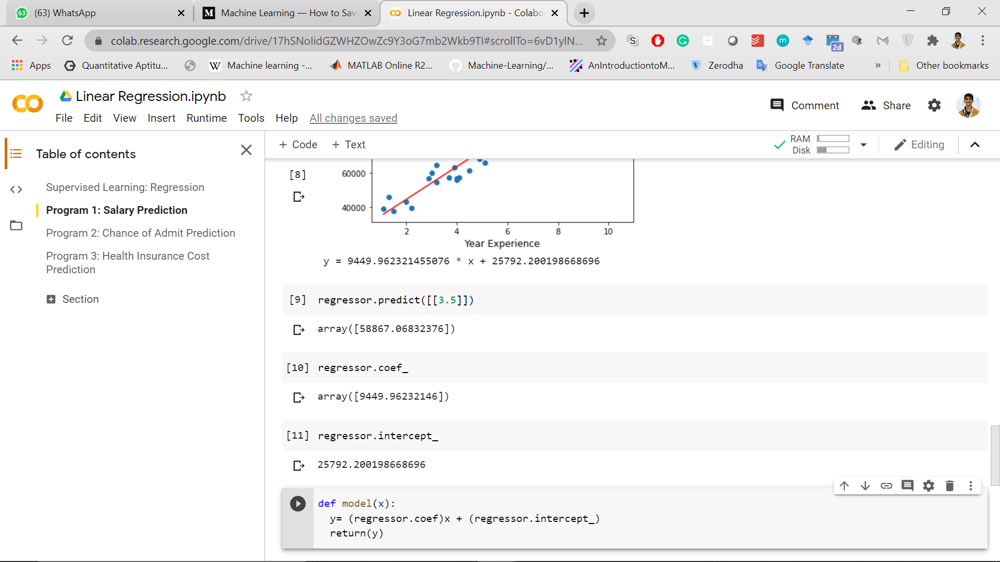 63 (63) WhatsApp
M Machine Learning — How to Save
Linear Regression.ipynb - Colabo
colab.research.google.com/drive/17hSNoIidGZWHZOwZc9Y3oG7mb2Wkb9TI#scrollTo=6vD1ylN...
S G m 2d
Apps Quantitative Aptitu... W Machine learning -... MATLAB Online R2... Machine-Learning/... AnIntroductiontoM... Zerodha Google Translate » Other bookmarks
Linear Regression.ipynb
Comment Share
File Edit View Insert Runtime Tools Help All changes saved
Table of contents
Supervised Learning: Regression
Program 1: Salary Prediction
Program 2: Chance of Admit Prediction
Program 3: Health Insurance Cost
Prediction
Section
+ Code + Text
RAM
Disk
Editing
[8]
60000
40000
2 4 6 8 10
Year Experience
y = 9449.962321455076 * x + 25792.200198668696
[9] regressor.predict([[3.5]])
array([58867.06832376])
[10] regressor.coef_
array([9449.96232146])
[11] regressor.intercept_
25792.200198668696
def model(x):
y= (regressor.coef)x + (regressor.intercept_)
return(y)